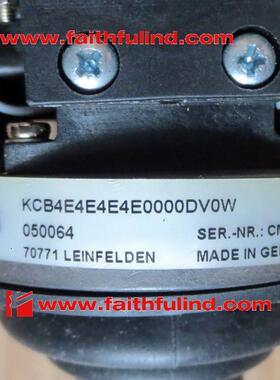 www.faithfulind.com
KCB4E4E4E4E0000DV0W
050064 SER.-NR.: CN
70771 LEINFELDEN MADE IN GE
www.faithfulind.com